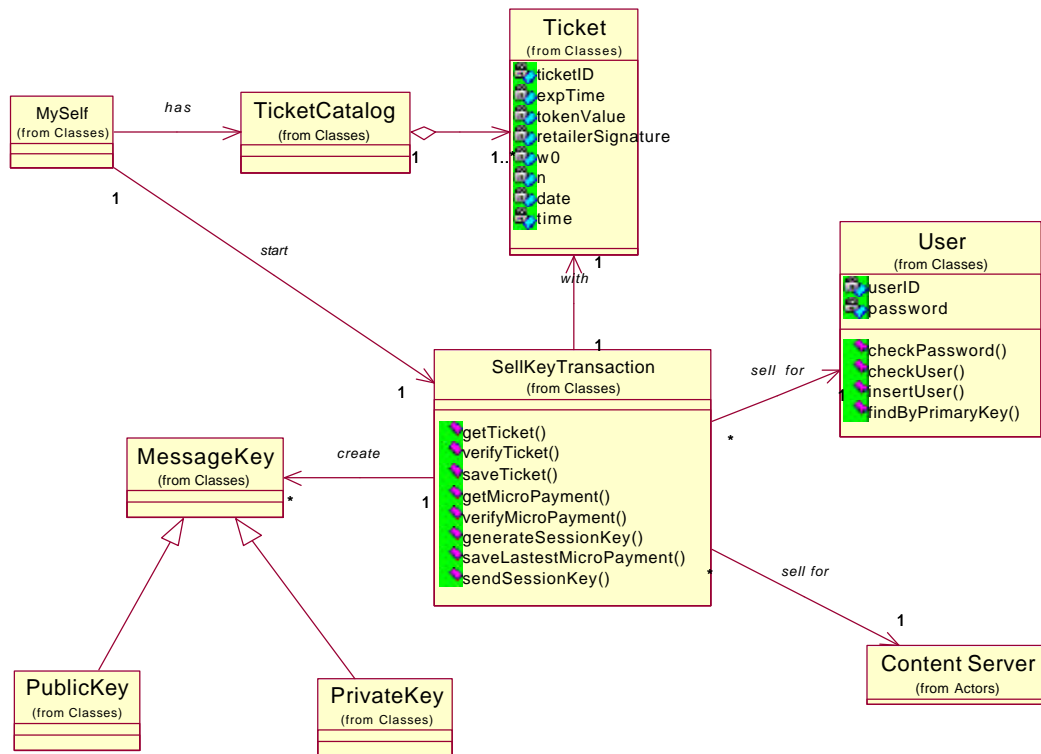 Ticket
(from Classes)
ticketID
expTime
tokenValue
retailerSignature
w0
n
date
time
MySelf
(from Classes)
has
TicketCatalog
(from Classes)
1
1..*
1
start
1
with
1
1
User
(from Classes)
userID
password
checkPassword()
checkUser()
insertUser()
findByPrimaryKey()
SellKeyTransaction
(from Classes)
getTicket()
verifyTicket()
saveTicket()
getMicroPayment()
verifyMicroPayment()
generateSessionKey()
saveLastestMicroPayment()
sendSessionKey()
sell for
1
*
MessageKey
(from Classes)
create
*
1
*
sell for
1
PublicKey
(from Classes)
PrivateKey
(from Classes)
Content Server
(from Actors)